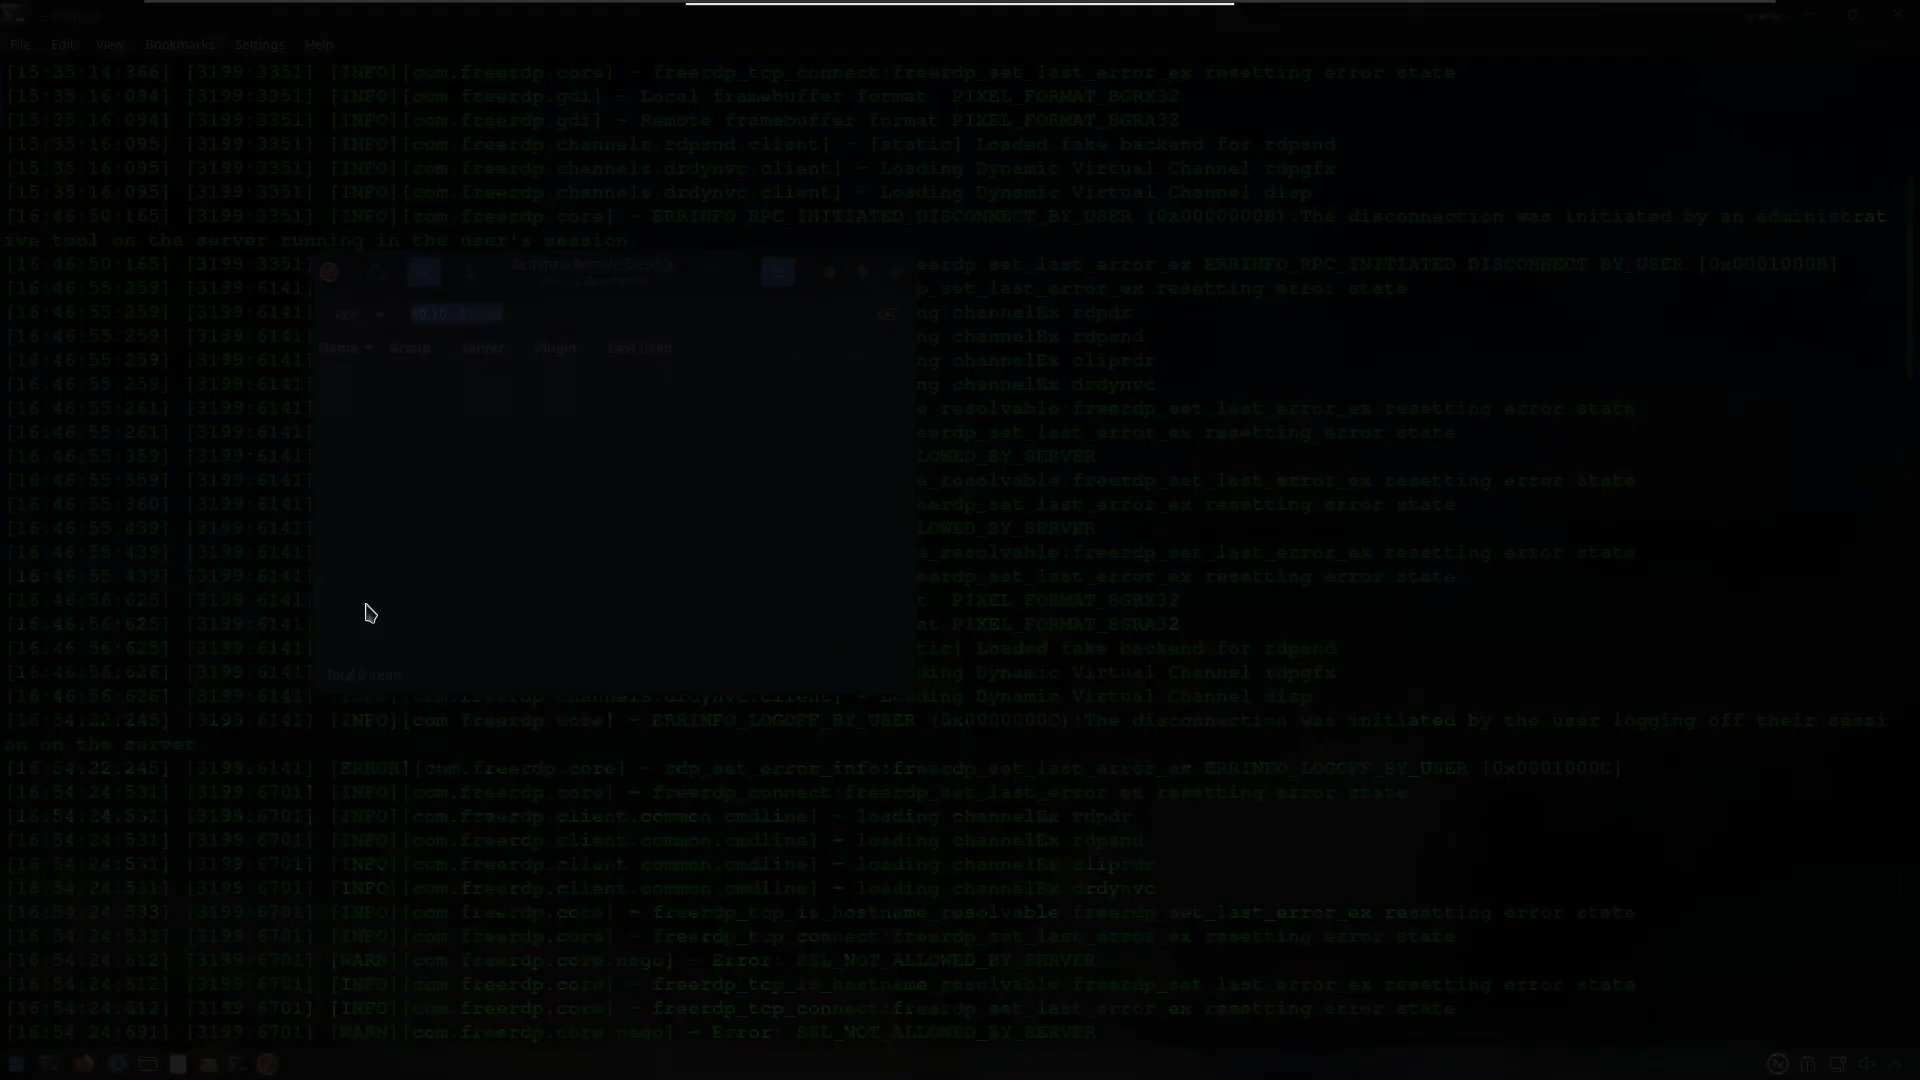 File Edit View Bookmarks Settings Help
[15:35:14:366] [3199:3351] [INFO][com.freerdp.core] - freerdp_tcp_connect:freerdp_set_last_error_ex resetting error state
[15:35:16:094] [3199:3351] [INFO][com.freerdp.gdi] - Local framebuffer format  PIXEL_FORMAT_BGRX32
[15:35:16:094] [3199:3351] [INFO][com.freerdp.gdi] - Remote framebuffer format PIXEL_FORMAT_BGRA32
[15:35:16:095] [3199:3351] [INFO][com.freerdp.channels.rdpsnd.client] - [static] Loaded fake backend for rdpsnd
[15:35:16:095] [3199:3351] [INFO][com.freerdp.channels.drdynvc.client] - Loading Dynamic Virtual Channel rdpgfx
[15:35:16:095] [3199:3351] [INFO][com.freerdp.channels.drdynvc.client] - Loading Dynamic Virtual Channel disp
[16:46:50:165] [3199:3351] [INFO][com.freerdp.core] - ERRINFO_RPC_INITIATED_DISCONNECT_BY_USER (0x0000000B):The disconnection was initiated by an administrat
ive tool on the server running in the user's session.
[16:46:50:165] [3199:3351] eerdp_set_last_error_ex ERRINFO_RPC_INITIATED_DISCONNECT_BY_USER [0x0001000B]
Remmina Remote Desktop
[16:46:55:259] [3199:6141] p_set_last_error_ex resetting error state
[16:46:55:259] [3199:6141] ng channelEx rdpdr
[16:46:55:259] [3199:6141] ng channelEx rdpsnd
Name Group Server Plugin Last used
[16:46:55:259] [3199:6141] ng channelEx cliprdr
[16:46:55:259] [3199:6141] ng channelEx drdynvc
[16:46:55:261] [3199:6141] e_resolvable:freerdp_set_last_error_ex resetting error state
[16:46:55:261] [3199:6141] eerdp_set_last_error_ex resetting error state
[16:46:55:359] [3199:6141] LOWED_BY_SERVER
[16:46:55:359] [3199:6141] e_resolvable:freerdp_set_last_error_ex resetting error state
[16:46:55:360] [3199:6141] eerdp_set_last_error_ex resetting error state
[16:46:55:439] [3199:6141] LOWED_BY_SERVER
[16:46:55:439] [3199:6141] e_resolvable:freerdp_set_last_error_ex resetting error state
[16:46:55:439] [3199:6141] eerdp_set_last_error_ex resetting error state
[16:46:56:625] [3199:6141] t  PIXEL_FORMAT_BGRX32
[16:46:56:625] [3199:6141] at PIXEL_FORMAT_BGRA32
[16:46:56:625] [3199:6141] tic] Loaded fake backend for rdpsnd
[16:46:56:626] [3199:6141] ding Dynamic Virtual Channel rdpgfx
Total 0 items.
[16:46:56:626] [3199:6141] [INFO][com.freerdp.channels.drdynvc.client] - Loading Dynamic Virtual Channel disp
[16:54:22:245] [3199:6141] [INFO][com.freerdp.core] - ERRINFO_LOGOFF_BY_USER (0x0000000C):The disconnection was initiated by the user logging off their sessi
on on the server.
[16:54:22:245] [3199:6141] [ERROR][com.freerdp.core] - rdp_set_error_info:freerdp_set_last_error_ex ERRINFO_LOGOFF_BY_USER [0x0001000C]
[16:54:24:531] [3199:6701] [INFO][com.freerdp.core] - freerdp_connect:freerdp_set_last_error_ex resetting error state
[16:54:24:531] [3199:6701] [INFO][com.freerdp.client.common.cmdline] - loading channelEx rdpdr
[16:54:24:531] [3199:6701] [INFO][com.freerdp.client.common.cmdline] - loading channelEx rdpsnd
[16:54:24:531] [3199:6701] [INFO][com.freerdp.client.common.cmdline] - loading channelEx cliprdr
[16:54:24:531] [3199:6701] [INFO][com.freerdp.client.common.cmdline] - loading channelEx drdynvc
[16:54:24:533] [3199:6701] [INFO][com.freerdp.core] - freerdp_tcp_is_hostname_resolvable:freerdp_set_last_error_ex resetting error state
[16:54:24:533] [3199:6701] [INFO][com.freerdp.core] - freerdp_tcp_connect:freerdp_set_last_error_ex resetting error state
[16:54:24:612] [3199:6701] [WARN][com.freerdp.core.nego] - Error: SSL_NOT_ALLOWED_BY_SERVER
[16:54:24:612] [3199:6701] [INFO][com.freerdp.core] - freerdp_tcp_is_hostname_resolvable:freerdp_set_last_error_ex resetting error state
[16:54:24:612] [3199:6701] [INFO][com.freerdp.core] - freerdp_tcp_connect:freerdp_set_last_error_ex resetting error state
[16:54:24:691] [3199:6701] [WARN][com.freerdp.core.nego] - Error: SSL_NOT_ALLOWED_BY_SERVER